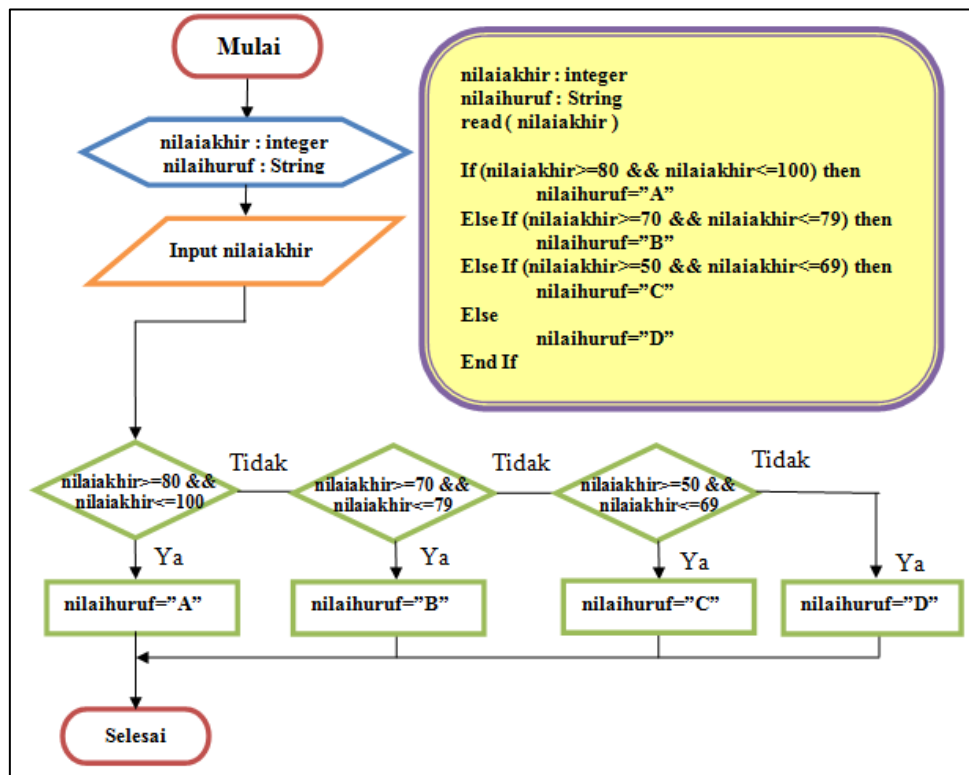 Mulai
nilaiakhir : integer
nilaihuruf : String
Input nilaiakhir
nilaiakhir : integer
nilaihuruf : String
read ( nilaiakhir )
If (nilaiakhir>=80 && nilaiakhir<=100) then
nilaihuruf=”A”
Else If (nilaiakhir>=70 && nilaiakhir<=79) then
nilaihuruf=”B”
Else If (nilaiakhir>=50 && nilaiakhir<=69) then
nilaihuruf=”C”
Else
nilaihuruf=”D”
End If
nilaiakhir>=80 &&
nilaiakhir<=100
Tidak
nilaiakhir>=70 &&
nilaiakhir<=79
Tidak
nilaiakhir>=50 &&
nilaiakhir<=69
Tidak
Ya
Ya
Ya
Ya
nilaihuruf=”A”
nilaihuruf=”B”
nilaihuruf=”C”
nilaihuruf=”D”
Selesai